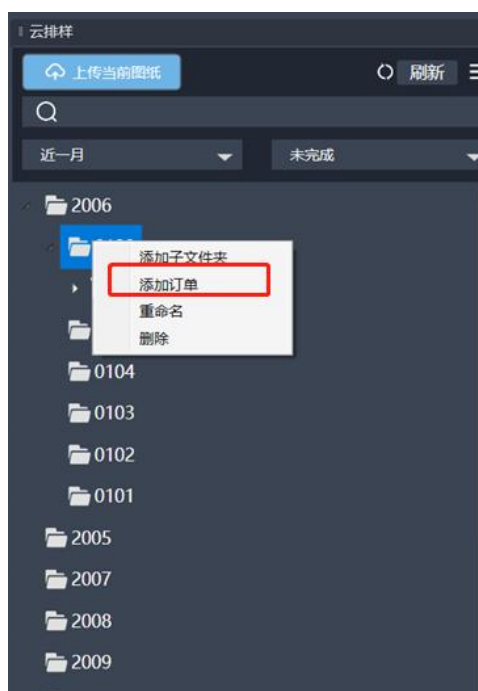 云排样
上传当前图纸
刷新
近一月
未完成
2006
添加子文件夹
添加订单
重命名
删除
0104
0103
0102
0101
2005
2007
2008
2009